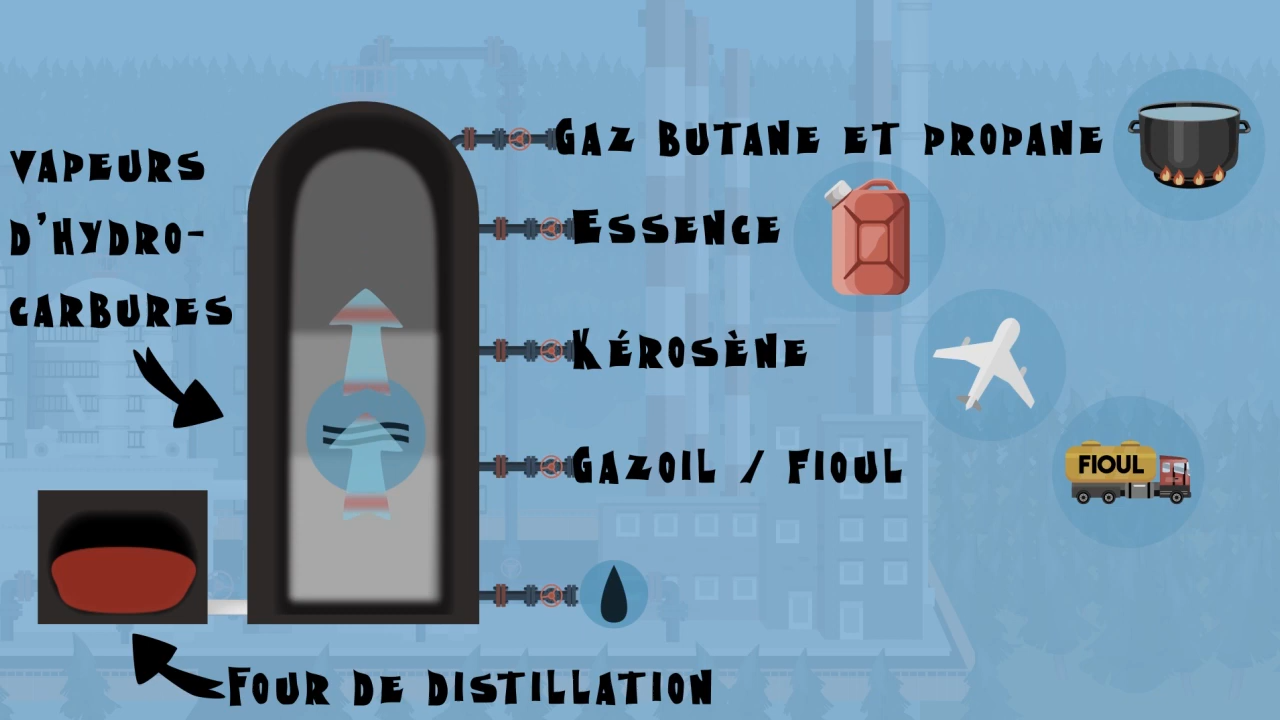 Vapeurs
d'hydro-
carbures
Gaz butane et propane
Essence
Kérosène
Gazoil / Fioul
FIOUL
Four de distillation